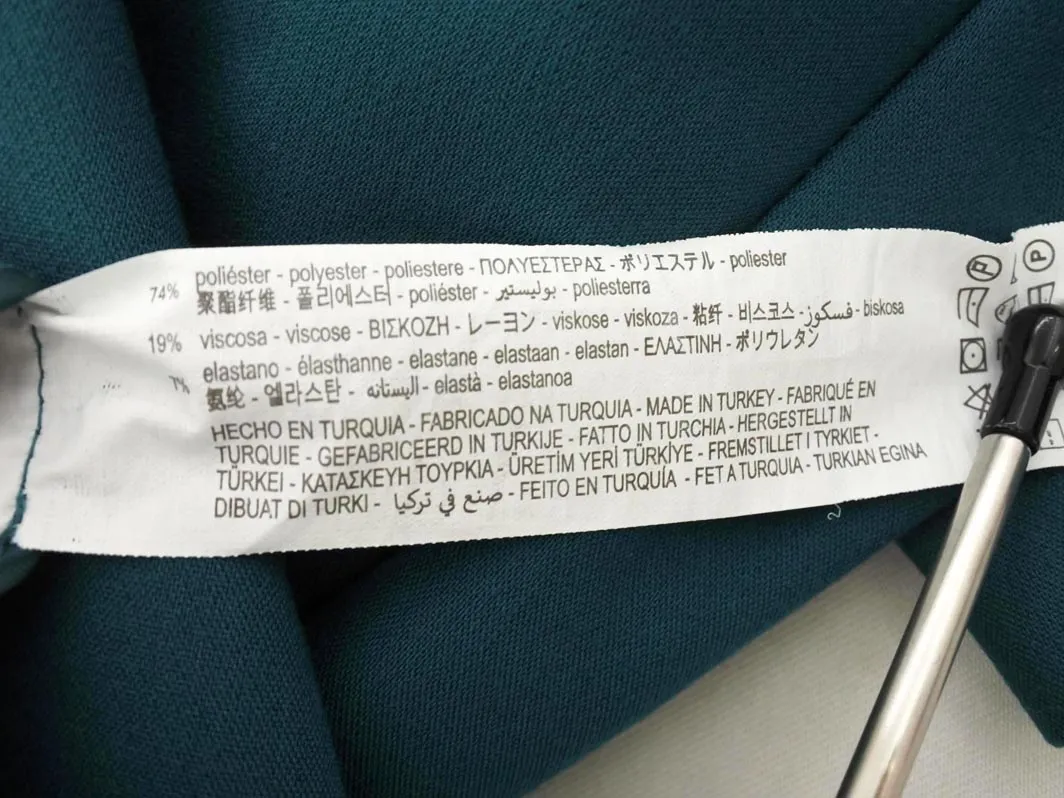 74% poliéster - polyester - poliestere - ΠΟΛΥΕΣΤΕΡΑΣ - ポリエステル - poliester
聚酯纤维 - 폴리에스터 - poliéster - بوليستير - poliesterra
19% viscosa - viscose - ΒΙΣΚΟΖΗ - レーヨン - viskose - viskoza - 粘纤 - 비스코스 - فسكوز - biskosa
7% elastano - élasthanne - elastane - elastaan - elastan - ΕΛΑΣΤΙΝΗ - ポリウレタン
氨纶 - 엘라스탄 - اليستانه - elastà - elastanoa
HECHO EN TURQUIA - FABRICADO NA TURQUIA - MADE IN TURKEY - FABRIQUÉ EN
TURQUIE - GEFABRICEERD IN TURKIJE - FATTO IN TURCHIA - HERGESTELLT IN
TÜRKEI - ΚΑΤΑΣΚΕΥΗ ΤΟΥΡΚΙΑ - ÜRETİM YERİ TÜRKİYE - FREMSTILLET I TYRKIET -
DIBUAT DI TURKI - صنع في تركيا - FEITO EN TURQUÍA - FET A TURQUIA - TURKIAN EGINA